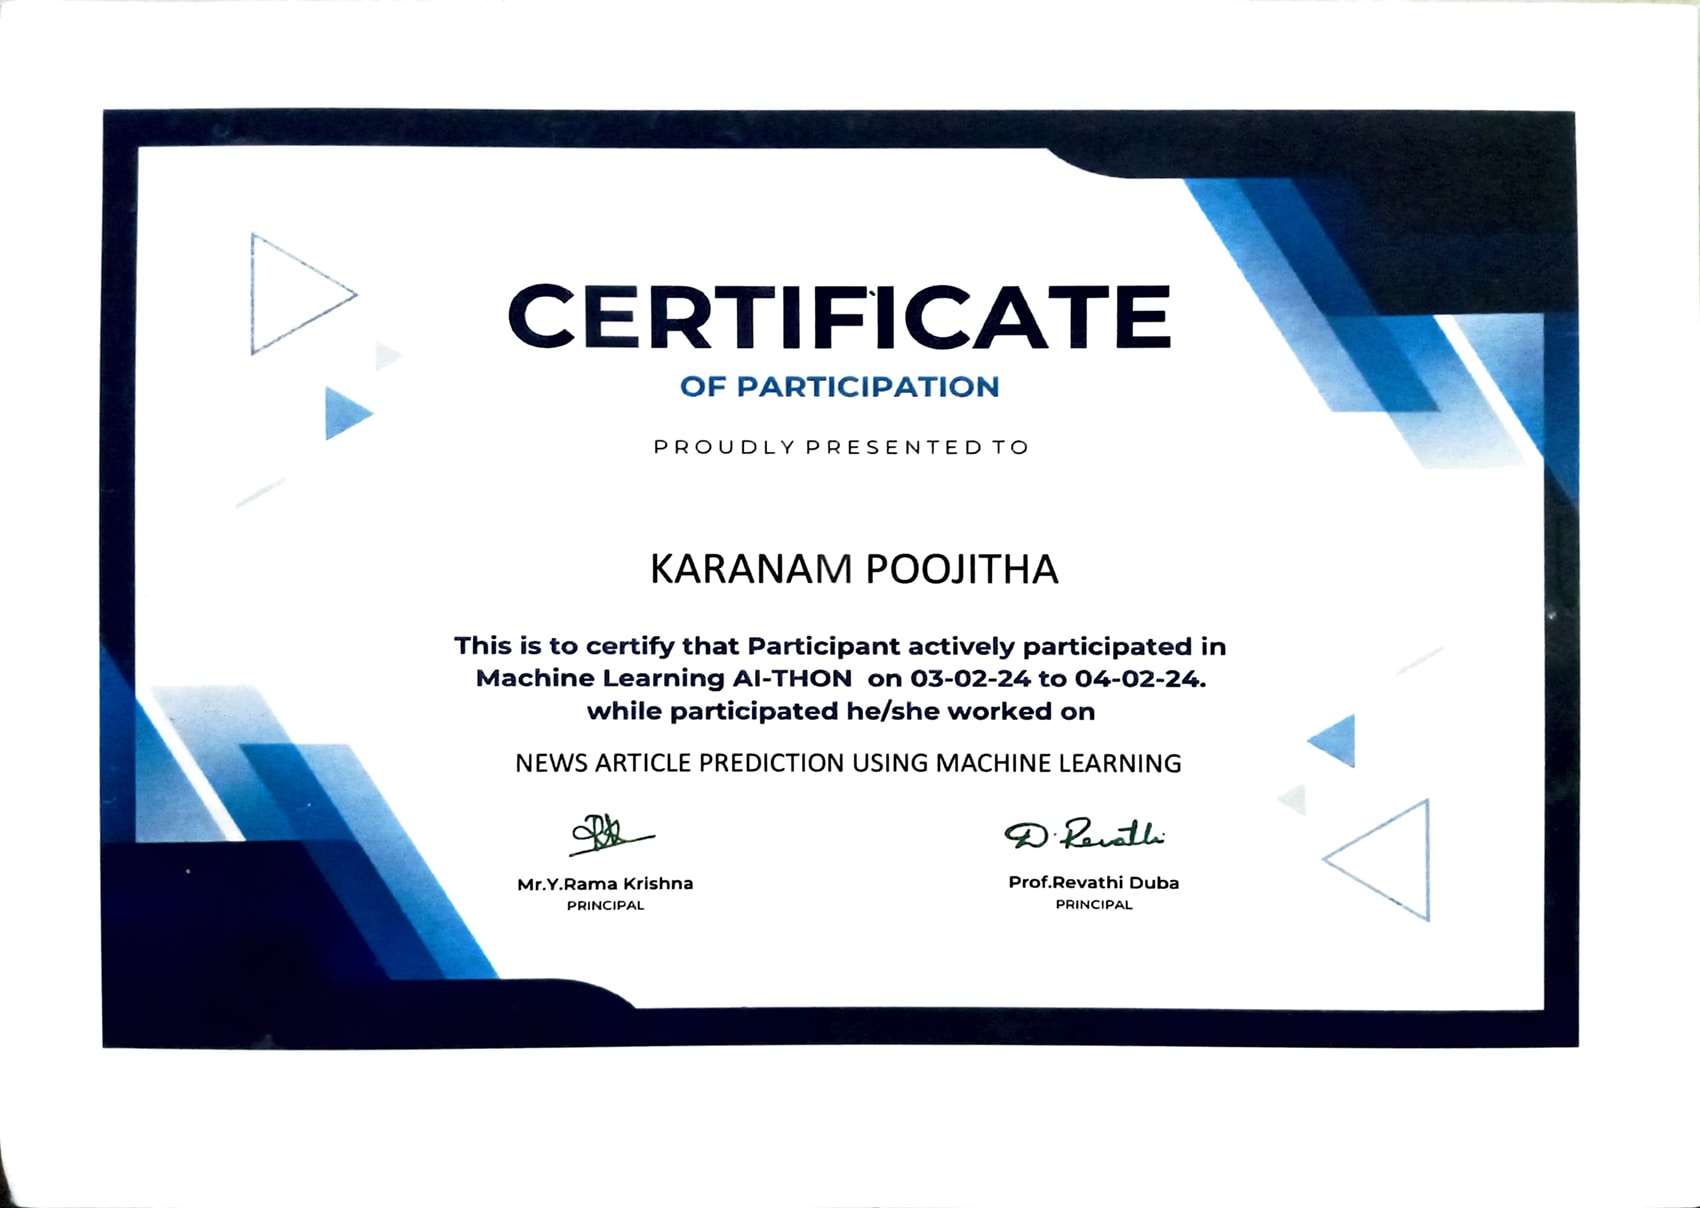 CERTIFICATE
OF PARTICIPATION
PROUDLY PRESENTED TO
KARANAM POOJITHA
This is to certify that Participant actively participated in
Machine Learning AI-THON on 03-02-24 to 04-02-24.
while participated he/she worked on
NEWS ARTICLE PREDICTION USING MACHINE LEARNING
D. Revathi
Mr.Y.Rama Krishna
Prof.Revathi Duba
PRINCIPAL
PRINCIPAL